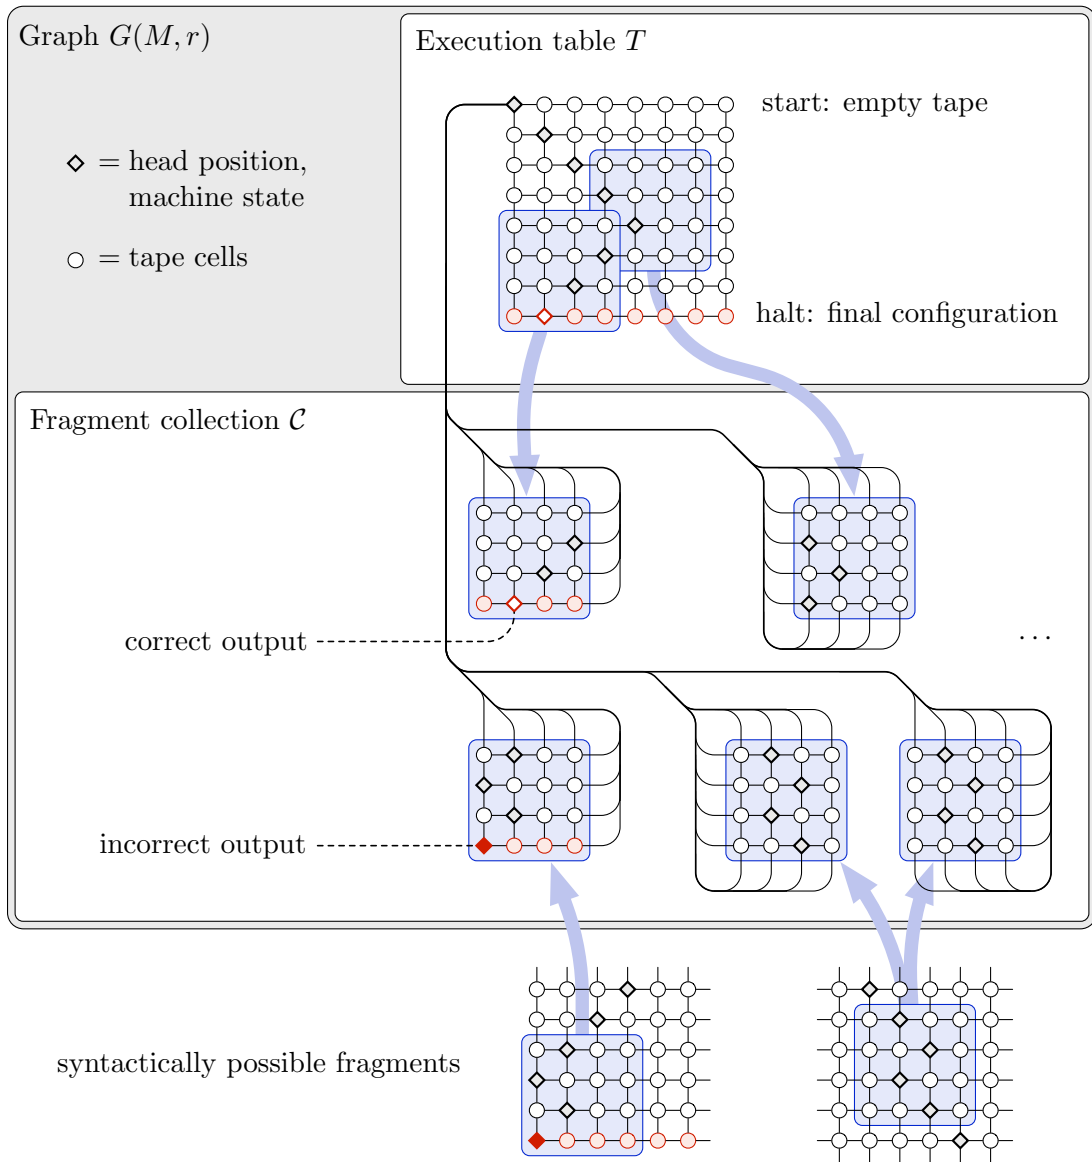 Graph G(M, r)
Execution table T
start: empty tape
= head position,
machine state
= tape cells
halt: final configuration
Fragment collection C
correct output
...
incorrect output
syntactically possible fragments